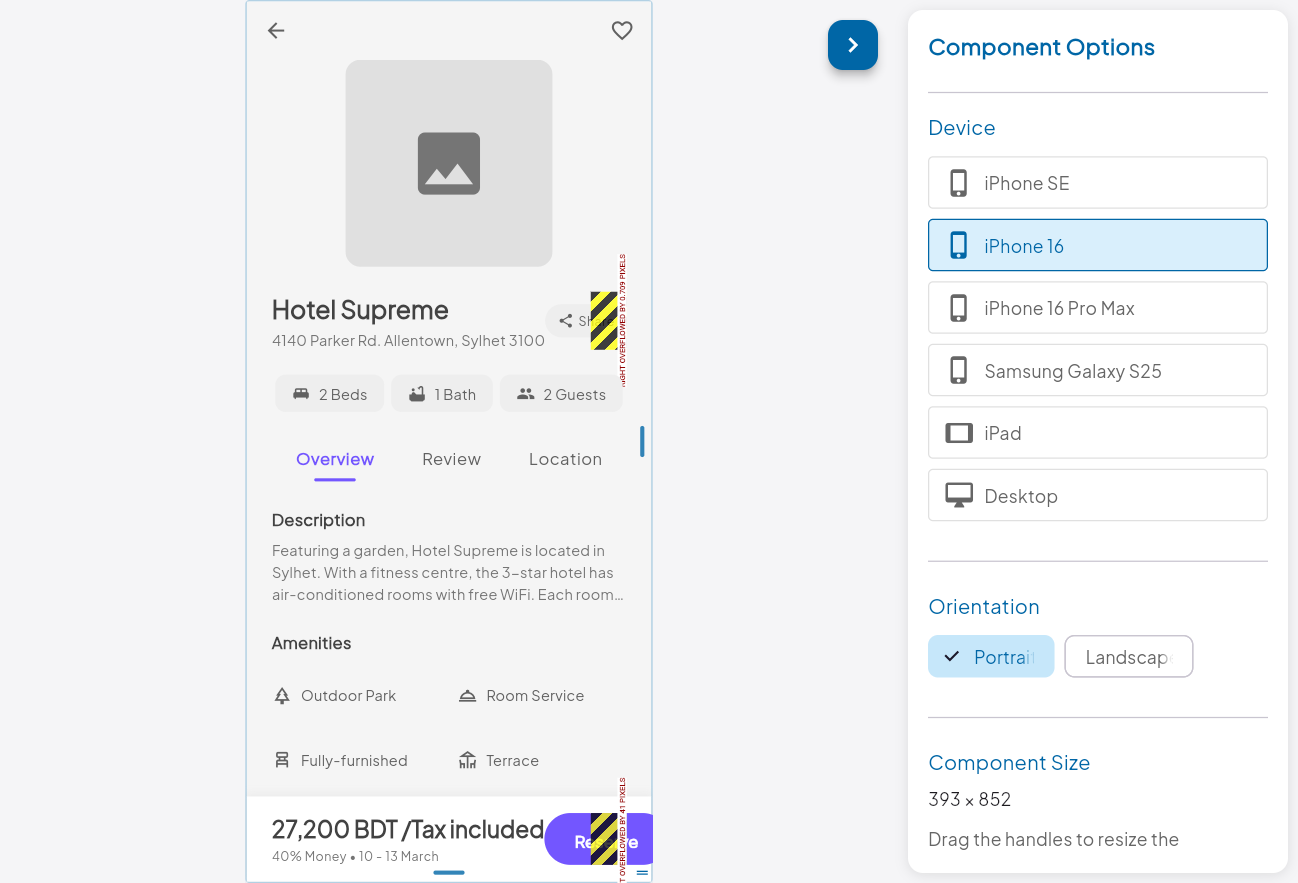 Hotel Supreme
4140 Parker Rd. Allentown, Sylhet 3100
2 Beds
1 Bath
2 Guests
Overview
Review
Location
Description
Featuring a garden, Hotel Supreme is located in
Sylhet. With a fitness centre, the 3-star hotel has
air-conditioned rooms with free WiFi. Each room…
Amenities
Outdoor Park
Room Service
Fully-furnished
Terrace
27,200 BDT /Tax included
40% Money • 10 - 13 March
OVERFLOWED BY 0.709 PIXELS
OVERFLOWED BY 41 PIXELS
Component Options
Device
iPhone SE
iPhone 16
iPhone 16 Pro Max
Samsung Galaxy S25
iPad
Desktop
Orientation
Portrait
Landscap
Component Size
393 × 852
Drag the handles to resize the